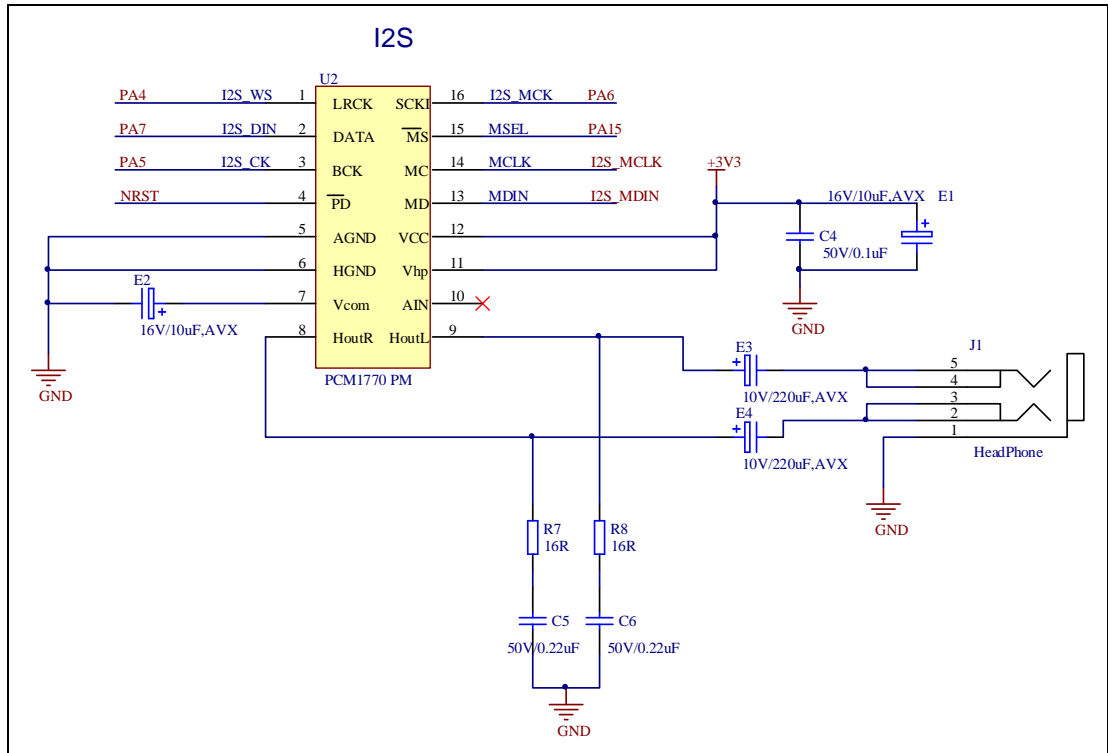 I2S
U2
PA4 I2S_WS 1 LRCK SCKI 16 I2S_MCK PA6
PA7 I2S_DIN 2 DATA MS 15 MSEL PA15
PA5 I2S_CK 3 BCK MC 14 MCLK I2S_MCLK
NRST 4 PD MD 13 MDIN I2S_MDIN
5 AGND VCC 12
6 HGND Vhp 11
7 Vcom AIN 10
8 HoutR HoutL 9
PCM1770 PM
E2
16V/10uF,AVX
GND
+3V3
16V/10uF,AVX E1
C4
50V/0.1uF
GND
E3
10V/220uF,AVX
E4
10V/220uF,AVX
J1
5
4
3
2
1
HeadPhone
GND
R7
16R
R8
16R
C5
50V/0.22uF
C6
50V/0.22uF
GND